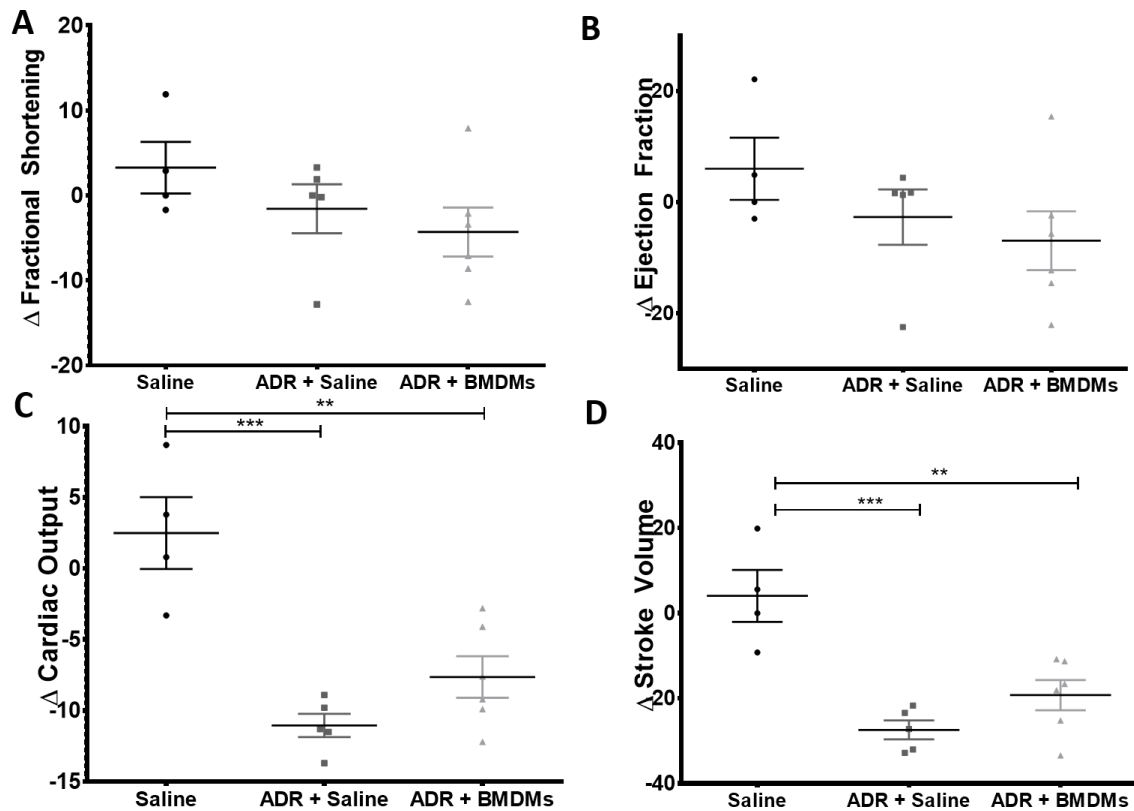 A
Δ Fractional Shortening
20
10
0
-10
-20
Saline
ADR + Saline
ADR + BMDMs
B
Δ Ejection Fraction
20
0
-20
Saline
ADR + Saline
ADR + BMDMs
C
Δ Cardiac Output
10
5
0
-5
-10
-15
**
***
Saline
ADR + Saline
ADR + BMDMs
D
Δ Stroke Volume
40
20
0
-20
-40
**
***
Saline
ADR + Saline
ADR + BMDMs